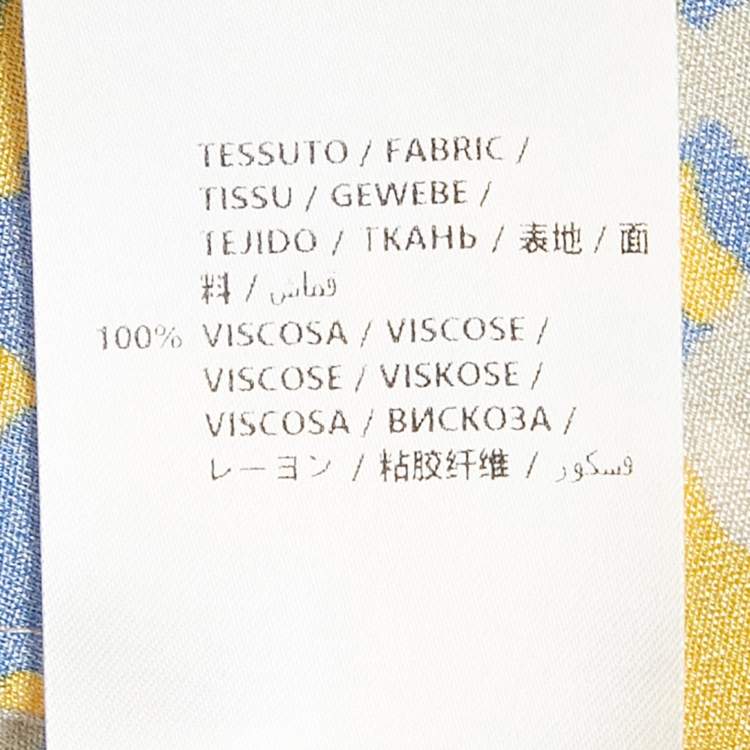 TESSUTO / FABRIC /
TISSU / GEWEBE /
TEJIDO / ТКАНЬ / 表地 / 面
料 / قماش
100% VISCOSA / VISCOSE /
VISCOSE / VISKOSE /
VISCOSA / ВИСКОЗА /
レーヨン / 粘胶纤维 / فسكور